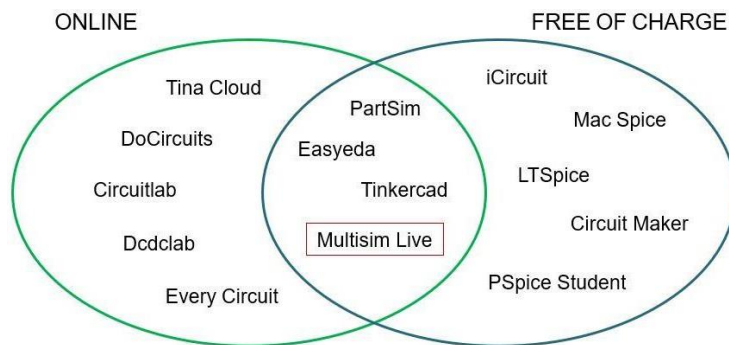 ONLINE
FREE OF CHARGE
Tina Cloud
DoCircuits
Circuitlab
Dcdclab
Every Circuit
PartSim
Easyeda
Tinkercad
Multisim Live
iCircuit
Mac Spice
LTSpice
Circuit Maker
PSpice Student